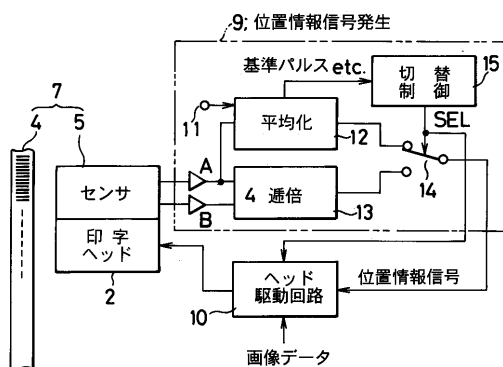 9;位置情報信号発生
基準パルスetc.
15
切替
制御
7
4
5
11
平均化
12
SEL
A
センサ
14
4逓倍
B
13
印字
ヘッド
2
ヘッド
駆動回路
位置情報信号
10
画像データ